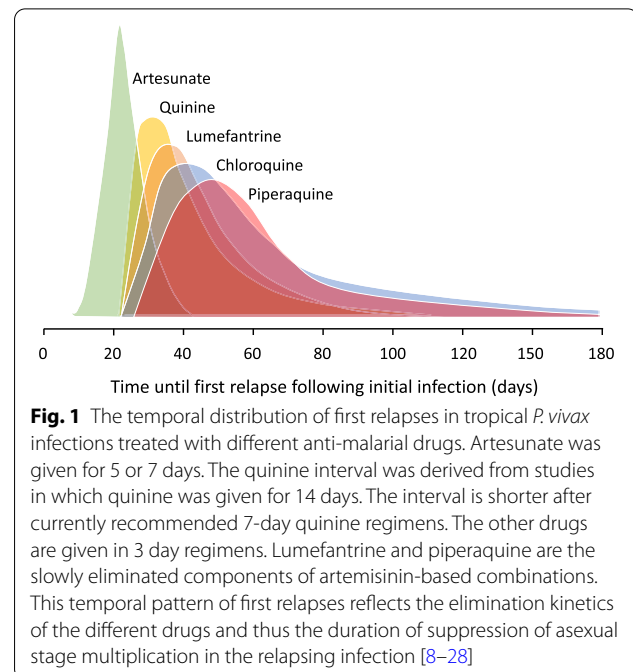 Artesunate
Quinine
Lumefantrine
Chloroquine
Piperaquine
0 20 40 60 80 100 120 150 180
Time until first relapse following initial infection (days)
Fig. 1 The temporal distribution of first relapses in tropical P. vivax
infections treated with different anti-malarial drugs. Artesunate was
given for 5 or 7 days. The quinine interval was derived from studies
in which quinine was given for 14 days. The interval is shorter after
currently recommended 7-day quinine regimens. The other drugs
are given in 3 day regimens. Lumefantrine and piperaquine are the
slowly eliminated components of artemisinin-based combinations.
This temporal pattern of first relapses reflects the elimination kinetics
of the different drugs and thus the duration of suppression of asexual
stage multiplication in the relapsing infection [8–28]